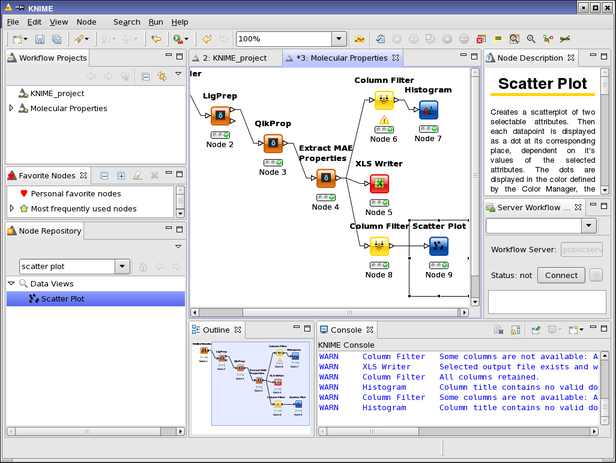 KNIME
File Edit View Node Search Run Help
100%
Workflow Projects
KNIME_project
Molecular Properties
Favorite Nodes
Personal favorite nodes
Most frequently used nodes
Node Repository
scatter plot
Data Views
Scatter Plot
2: KNIME_project
*3: Molecular Properties
LigPrep
Node 2
QikProp
Node 3
Extract MAE
Properties
Node 4
Column Filter
Node 6
Histogram
Node 7
XLS Writer
Node 5
Column Filter
Node 8
Scatter Plot
Node 9
Outline
Console
KNIME Console
WARN Column Filter Some columns are not available: A
WARN XLS Writer Selected output file exists and w
WARN Column Filter All columns retained.
WARN Histogram Column title contains no valid do
WARN Column Filter Some columns are not available: A
WARN Histogram Column title contains no valid do
Node Description
Scatter Plot
Creates a scatterplot of two
selectable attributes. Then
each datapoint is displayed
as a dot at its corresponding
place, dependent on it's
values of the selected
attributes. The dots are
displayed in the color defined
by the Color Manager, the
Server Workflow ...
Workflow Server:
publicserv
Status: not
Connect